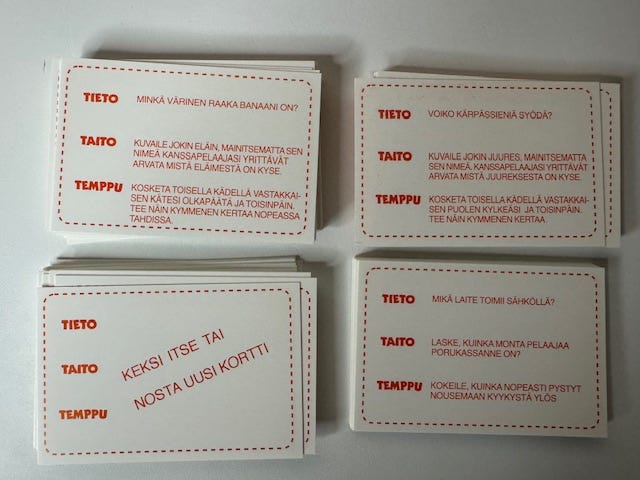 TIETO MINKÄ VÄRINEN RAAKA BANAANI ON?
TAITO KUVAILE JOKIN ELÄIN, MAINITSEMATTA SEN
NIMEÄ KANSSAPELAAJASI YRITTÄVÄT
ARVATA MISTÄ ELÄIMESTÄ ON KYSE.
TEMPPU KOSKETA TOISELLA KÄDELLÄ VASTAKKAI-
SEN KÄTESI OLKAPÄÄTÄ JA TOISINPÄIN.
TEE NÄIN KYMMENEN KERTAA NOPEASSA
TAHDISSA.
TIETO VOIKO KÄRPÄSSIENIÄ SYÖDÄ?
TAITO KUVAILE JOKIN JUURES, MAINITSEMATTA
SEN NIMEÄ. KANSSAPELAAJASI YRITTÄVÄT
ARVATA MISTÄ JUUREKSESTA ON KYSE.
TEMPPU KOSKETA TOISELLA KÄDELLÄ VASTAKKAI-
SEN PUOLEN KYLKEÄSI JA TOISINPÄIN.
TEE NÄIN KYMMENEN KERTAA.
TIETO
TAITO
TEMPPU
KEKSI ITSE TAI
NOSTA UUSI KORTTI
TIETO MIKÄ LAITE TOIMII SÄHKÖLLÄ?
TAITO LASKE, KUINKA MONTA PELAAJAA
PORUKASSANNE ON?
TEMPPU KOKEILE, KUINKA NOPEASTI PYSTYT
NOUSEMAAN KYYKYSTÄ YLÖS